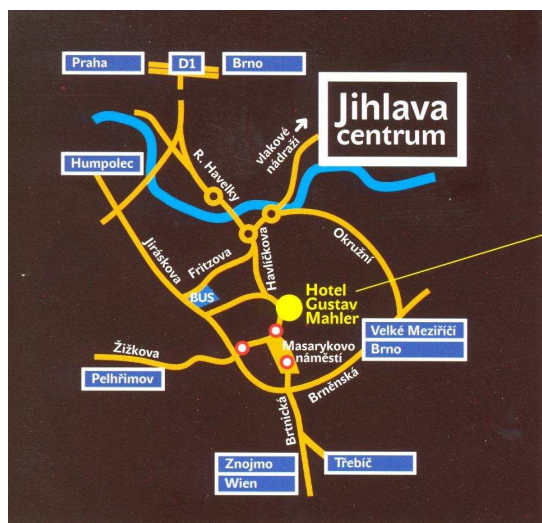 Praha
D1
Brno
Jihlava
centrum
vlakové
nádraží
Humpolec
R. Havelky
Jiráskova
Fritzova
Havlíčkova
Okružní
BUS
Hotel
Gustav
Mahler
Velké Meziříčí
Brno
Masarykovo
náměstí
Žižkova
Pelhřimov
Brněnská
Brtnická
Znojmo
Wien
Třebíč